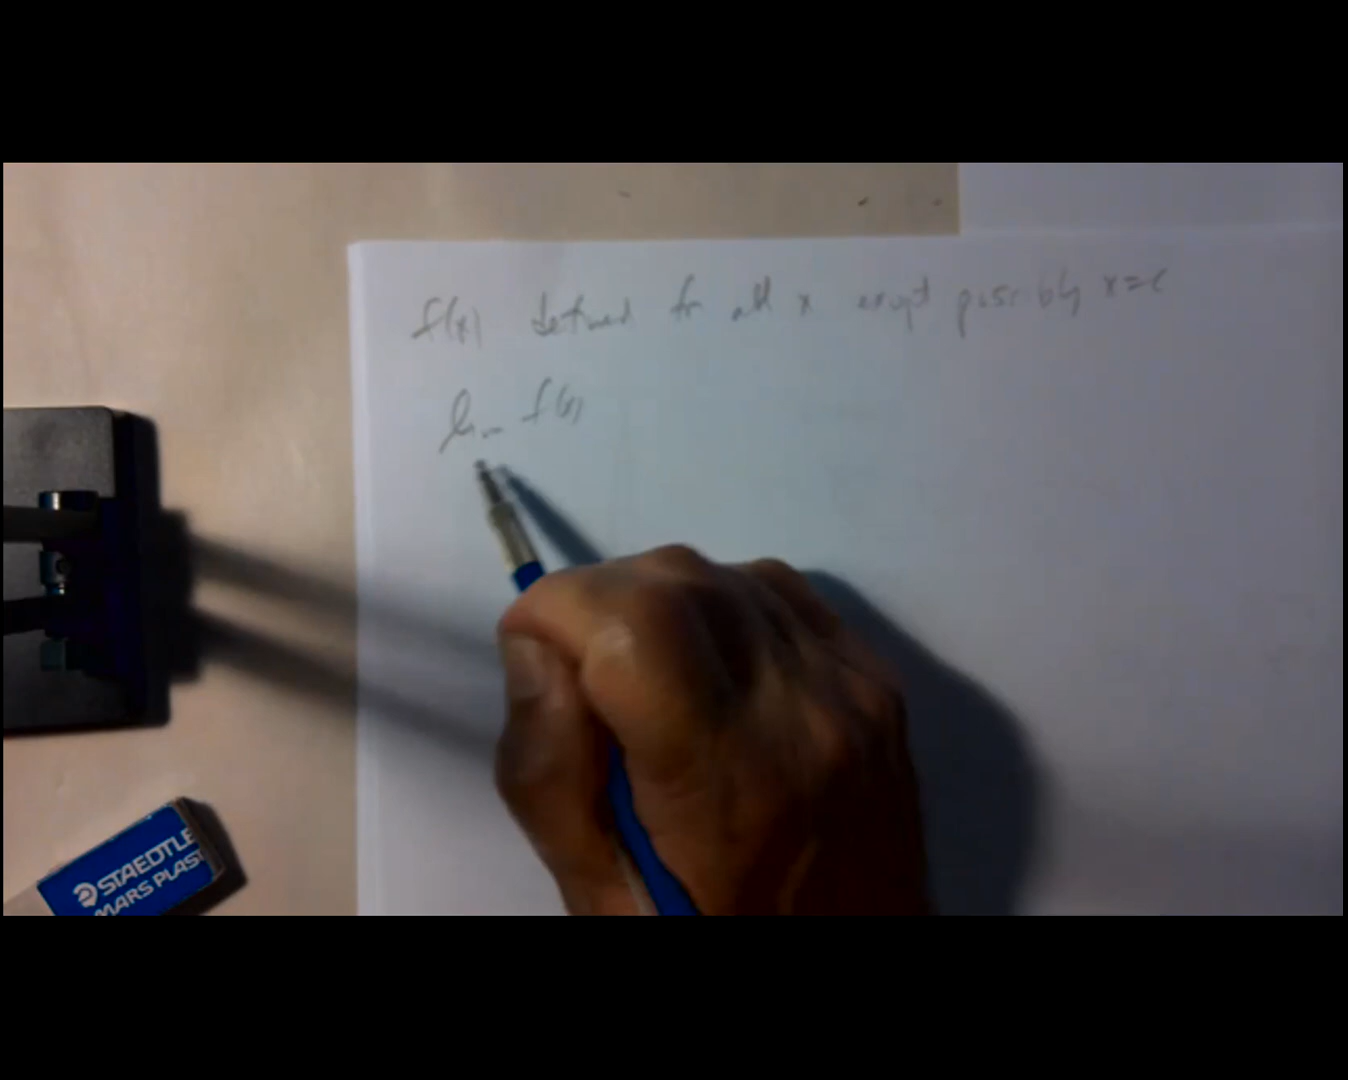 f(x) defined for all x except possibly x=c
lim f(x)
STAEDTLER
MARS PLAST